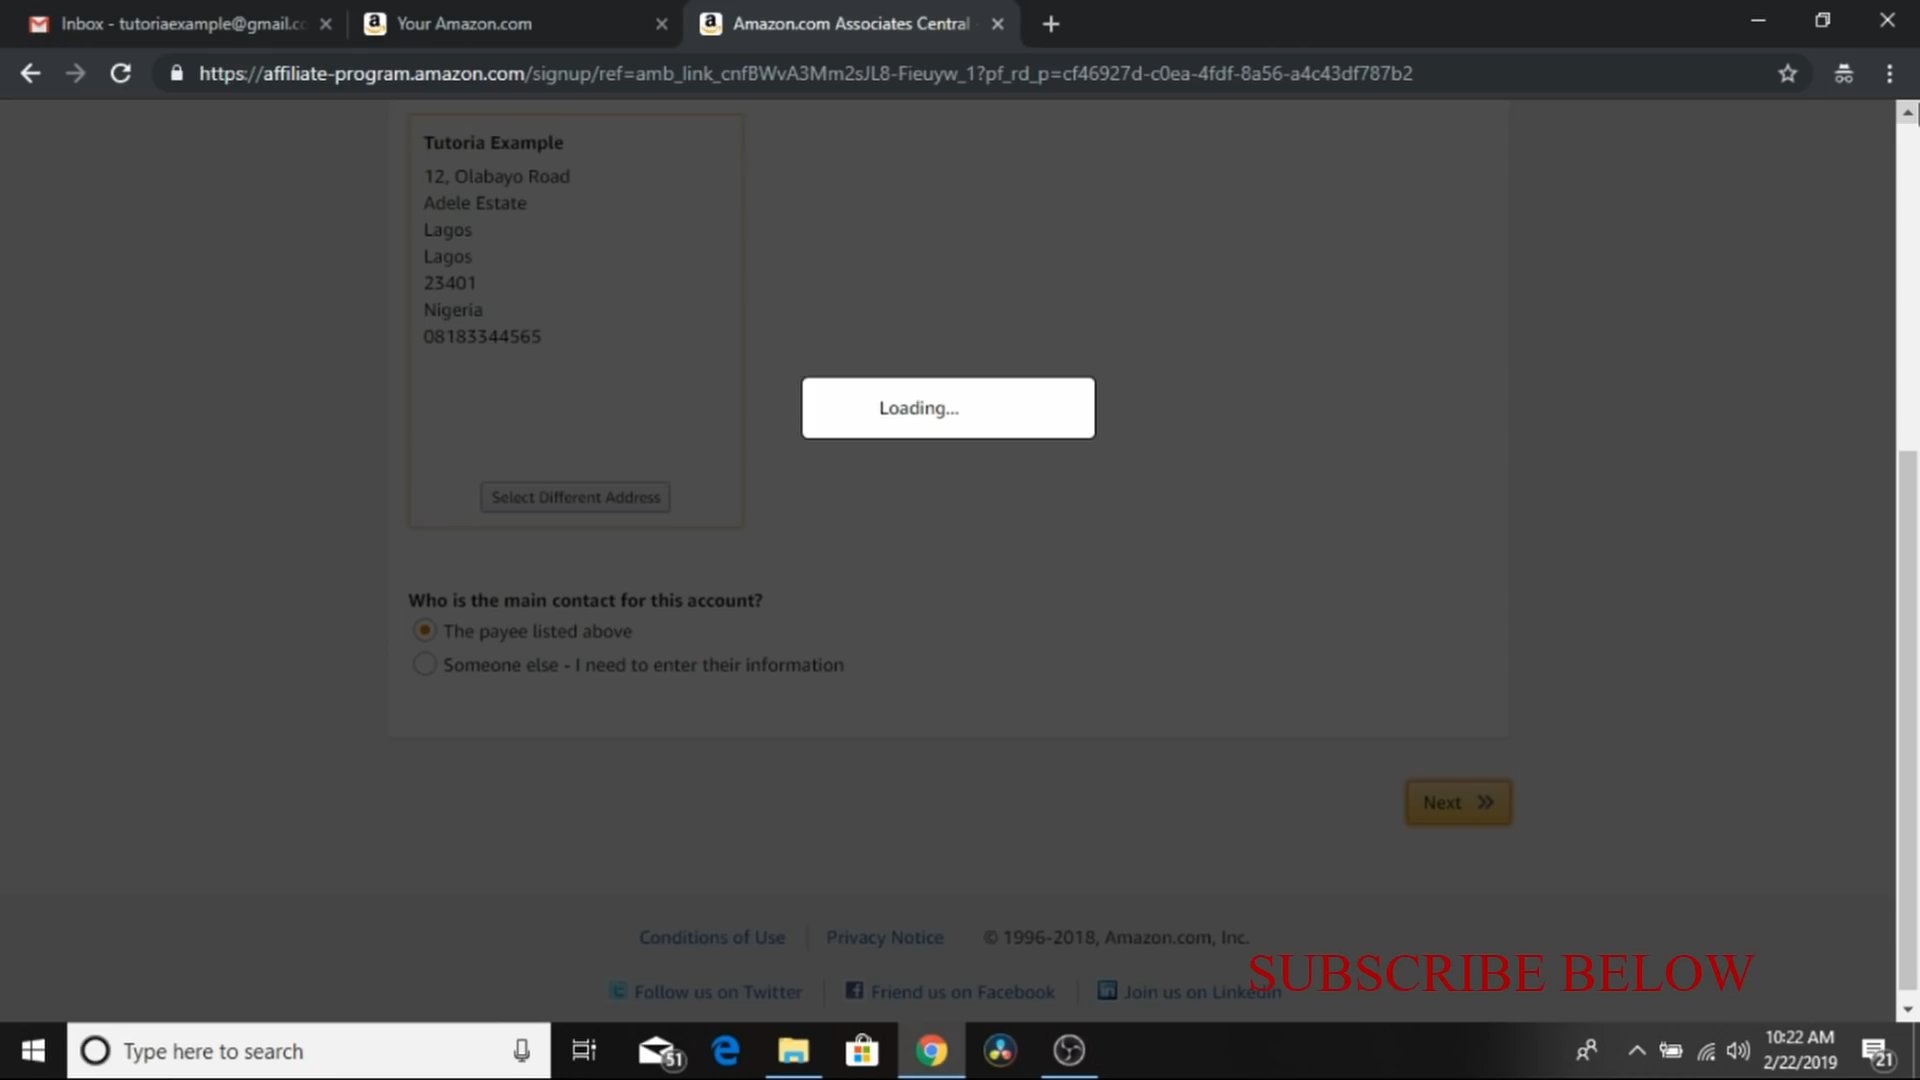 Inbox - tutoriaexample@gmail.co
Your Amazon.com
Amazon.com Associates Central
https://affiliate-program.amazon.com/signup/ref=amb_link_cnfBWvA3Mm2sJL8-Fieuyw_1?pf_rd_p=cf46927d-c0ea-4fdf-8a56-a4c43df787b2
Tutoria Example
12, Olabayo Road
Adele Estate
Lagos
Lagos
23401
Nigeria
08183344565
Loading...
Select Different Address
Who is the main contact for this account?
The payee listed above
Someone else - I need to enter their information
Next »
Conditions of Use
Privacy Notice
© 1996-2018, Amazon.com, Inc.
SUBSCRIBE BELOW
Follow us on Twitter
Friend us on Facebook
Join us on LinkedIn
Type here to search
51
10:22 AM
2/22/2019
21